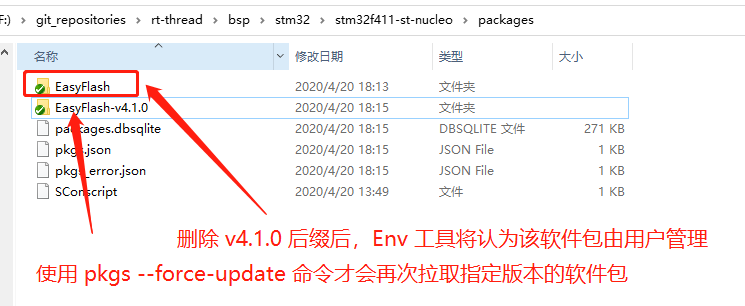 F:) › git_repositories › rt-thread › bsp › stm32 › stm32f411-st-nucleo › packages
名称 修改日期 类型 大小
EasyFlash 2020/4/20 18:13 文件夹
EasyFlash-v4.1.0 2020/4/20 18:15 文件夹
packages.dbsqlite 2020/4/20 18:15 DBSQLITE 文件 271 KB
pkgs.json 2020/4/20 18:15 JSON File 1 KB
pkgs_error.json 2020/4/20 18:15 JSON File 1 KB
SConscript 2020/4/20 13:49 文件 1 KB
删除 v4.1.0 后缀后，Env 工具将认为该软件包由用户管理
使用 pkgs --force-update 命令才会再次拉取指定版本的软件包